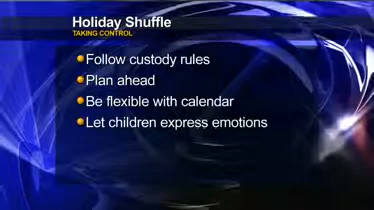 Holiday Shuffle
TAKING CONTROL
Follow custody rules
Plan ahead
Be flexible with calendar
Let children express emotions